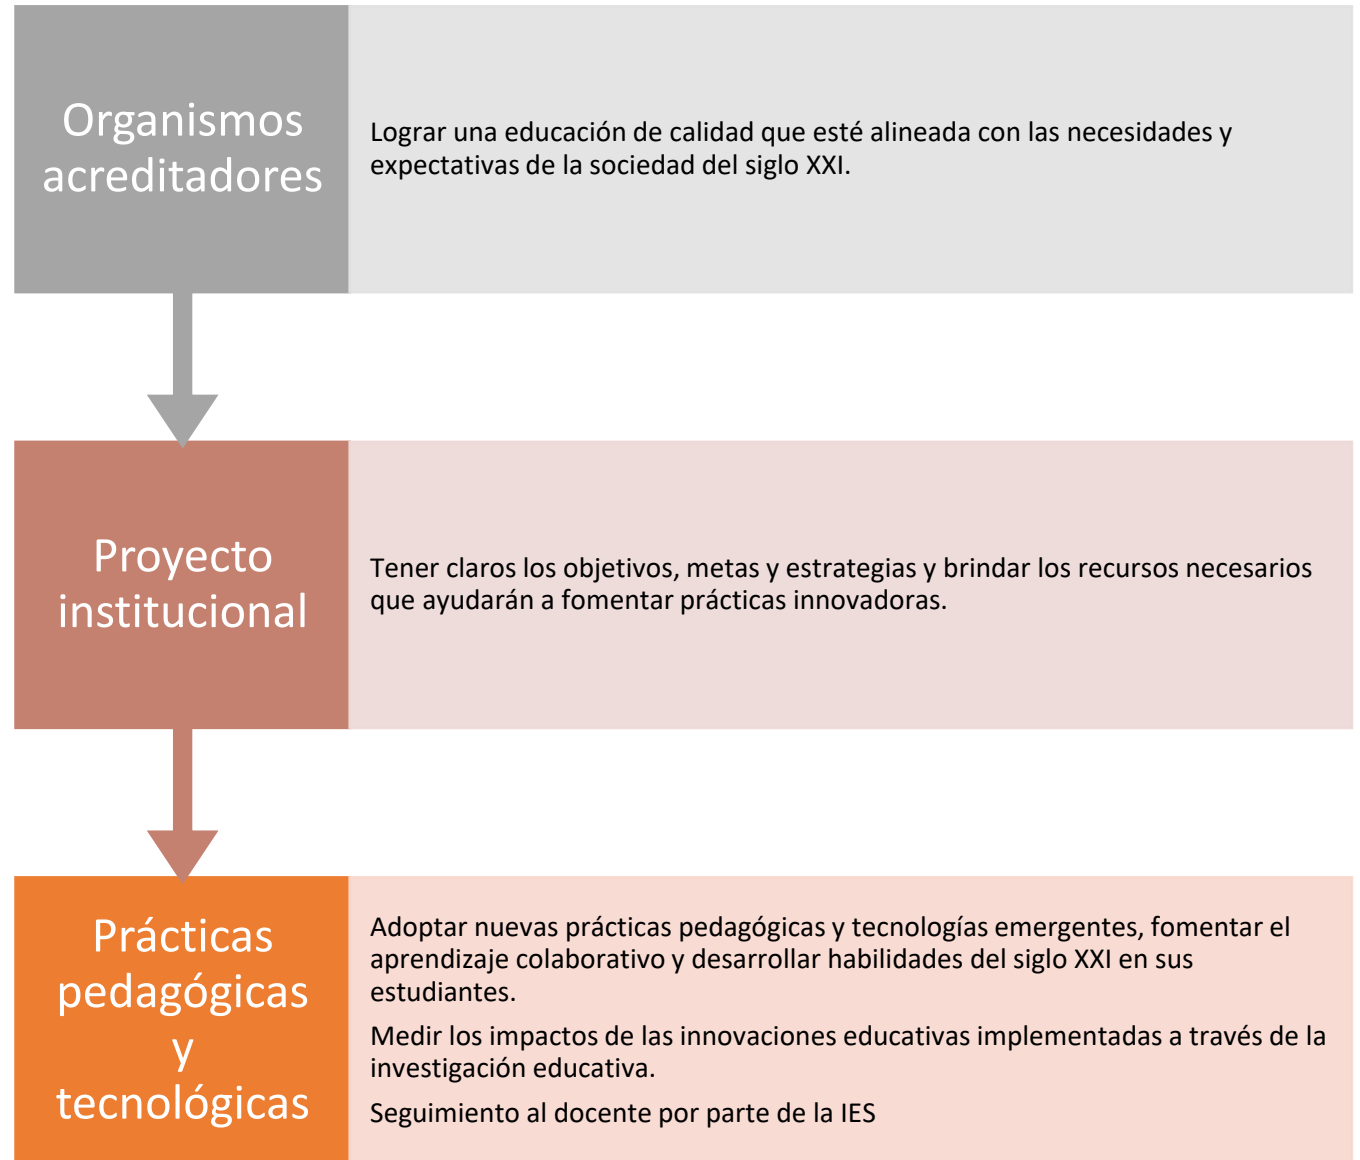 Organismos
acreditadores
Lograr una educación de calidad que esté alineada con las necesidades y
expectativas de la sociedad del siglo XXI.
Proyecto
institucional
Tener claros los objetivos, metas y estrategias y brindar los recursos necesarios
que ayudarán a fomentar prácticas innovadoras.
Prácticas
pedagógicas
y
tecnológicas
Adoptar nuevas prácticas pedagógicas y tecnologías emergentes, fomentar el
aprendizaje colaborativo y desarrollar habilidades del siglo XXI en sus
estudiantes.
Medir los impactos de las innovaciones educativas implementadas a través de la
investigación educativa.
Seguimiento al docente por parte de la IES